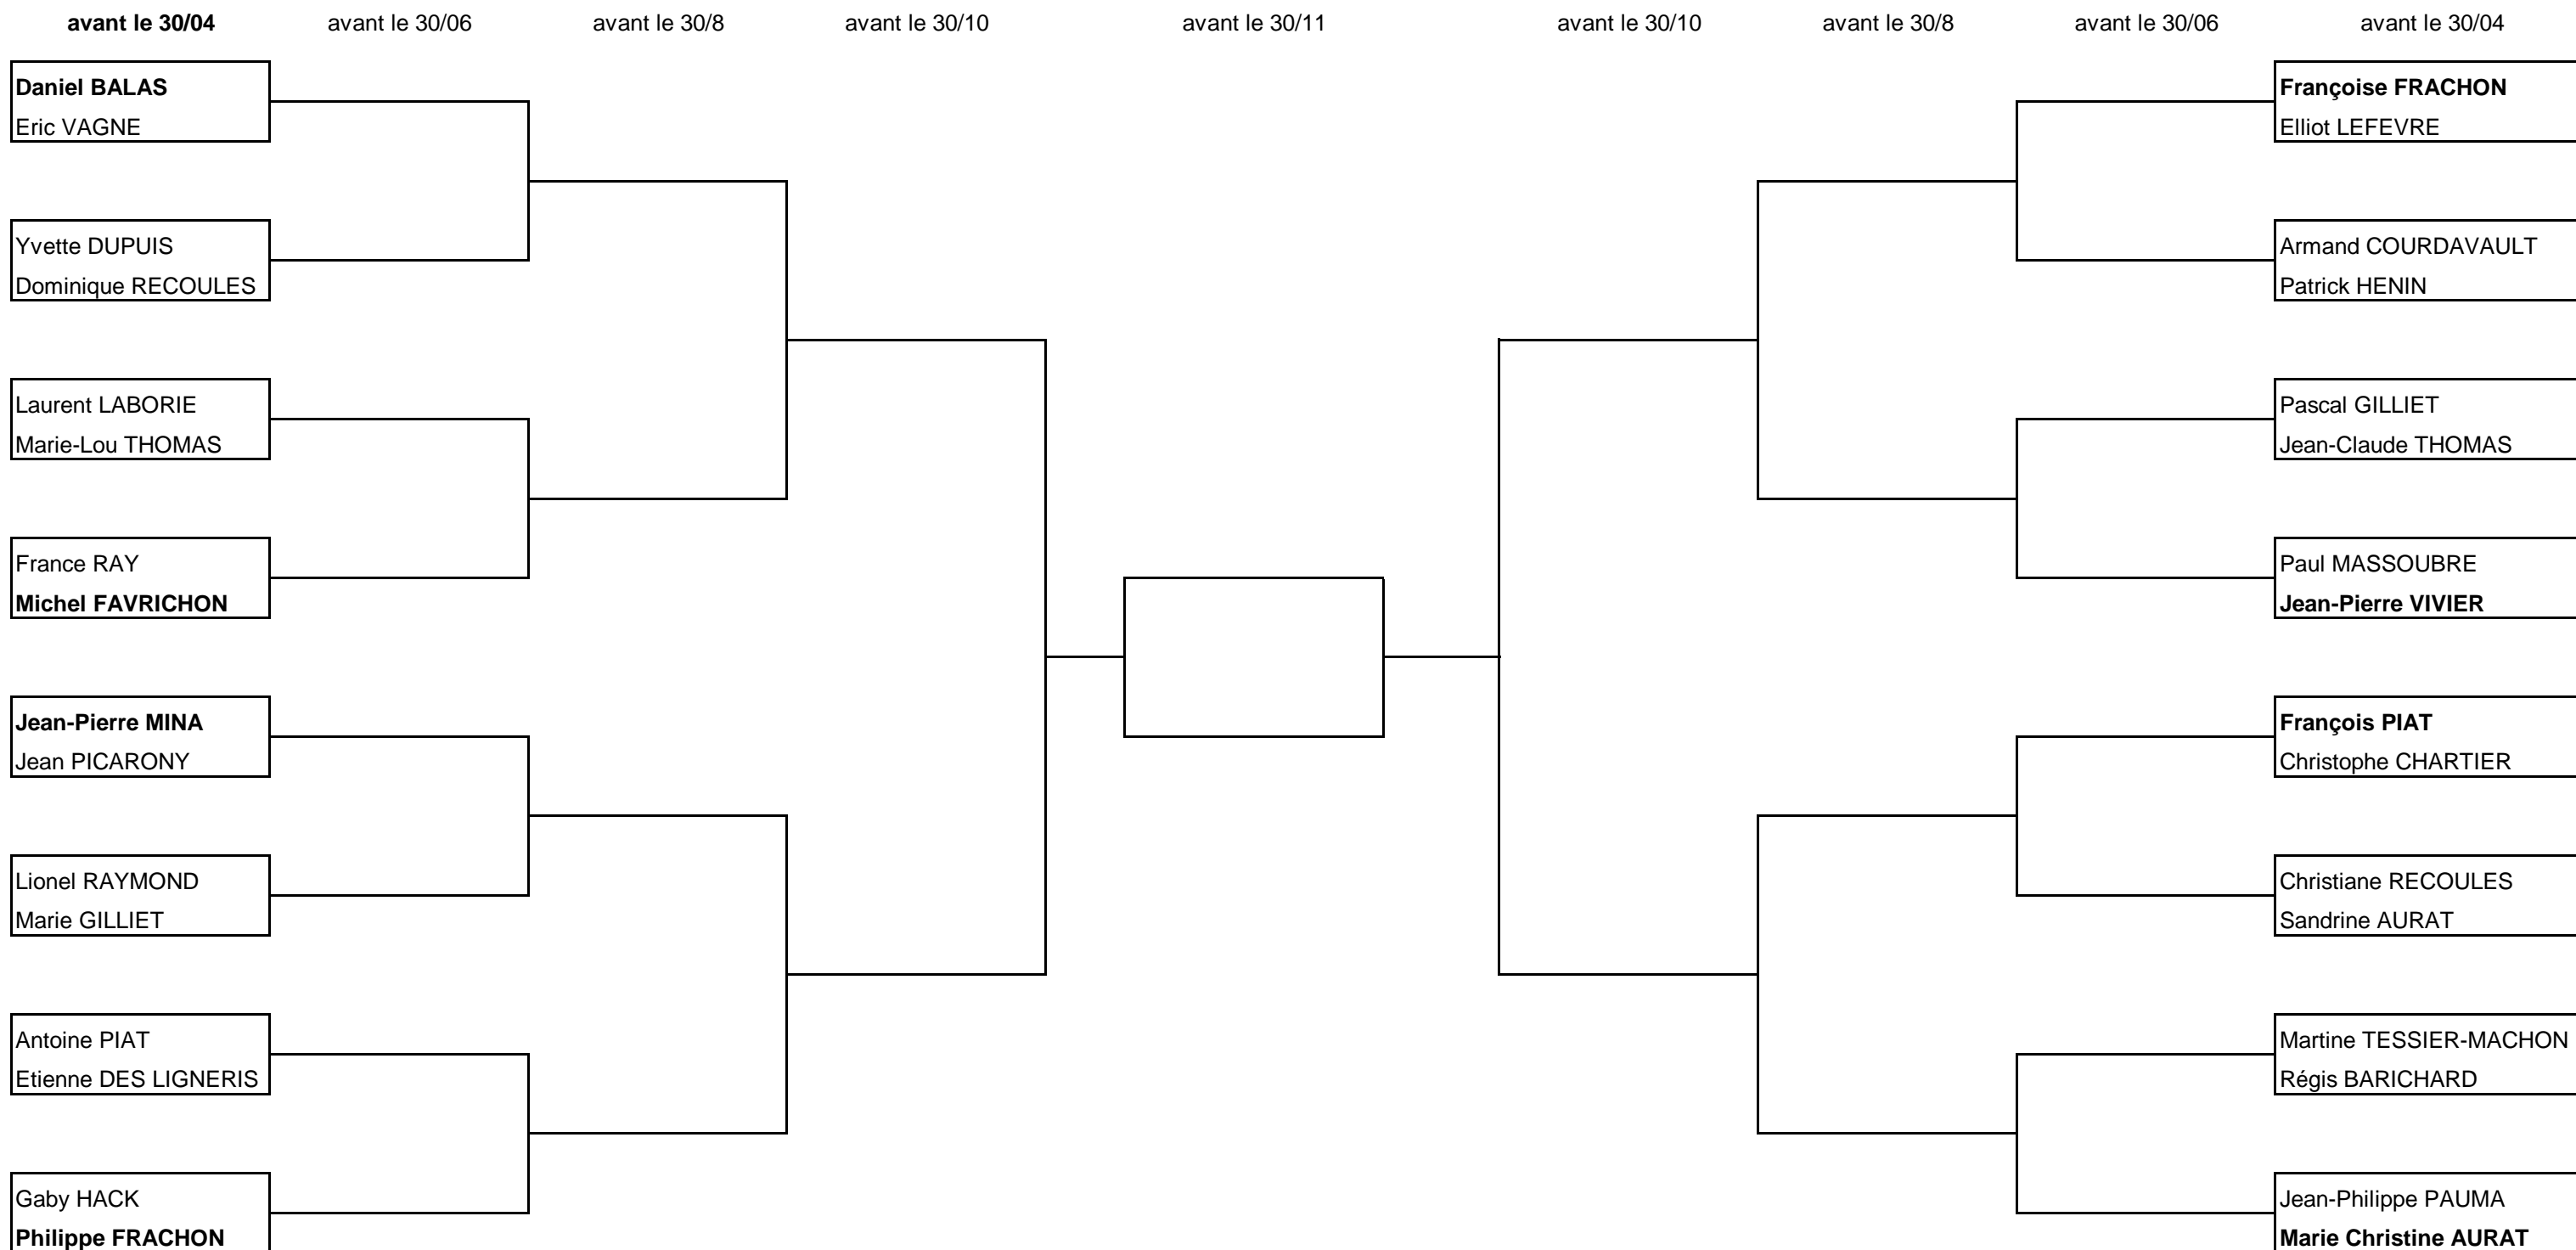 avant le 30/04 avant le 30/06 avant le 30/8 avant le 30/10 avant le 30/11 avant le 30/10 avant le 30/8 avant le 30/06 avant le 30/04
Daniel BALAS
Eric VAGNE
Yvette DUPUIS
Dominique RECOULES
Laurent LABORIE
Marie-Lou THOMAS
France RAY
Michel FAVRICHON
Jean-Pierre MINA
Jean PICARONY
Lionel RAYMOND
Marie GILLIET
Antoine PIAT
Etienne DES LIGNERIS
Gaby HACK
Philippe FRACHON
Françoise FRACHON
Elliot LEFEVRE
Armand COURDAVAULT
Patrick HENIN
Pascal GILLIET
Jean-Claude THOMAS
Paul MASSOUBRE
Jean-Pierre VIVIER
François PIAT
Christophe CHARTIER
Christiane RECOULES
Sandrine AURAT
Martine TESSIER-MACHON
Régis BARICHARD
Jean-Philippe PAUMA
Marie Christine AURAT